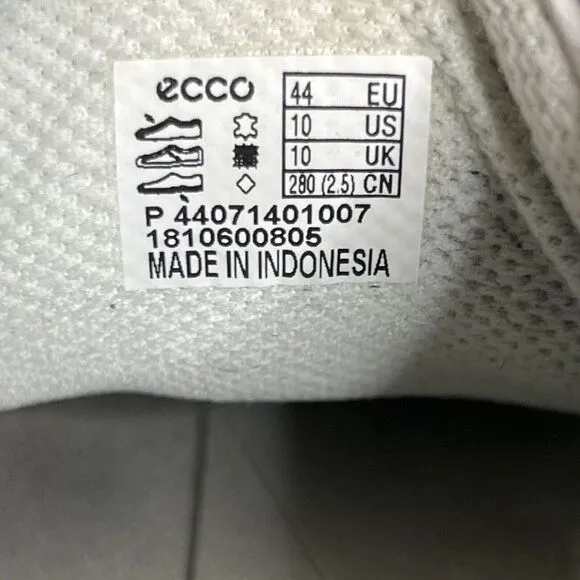 ecco
44 EU
10 US
10 UK
280 (2.5) CN
P 44071401007
1810600805
MADE IN INDONESIA